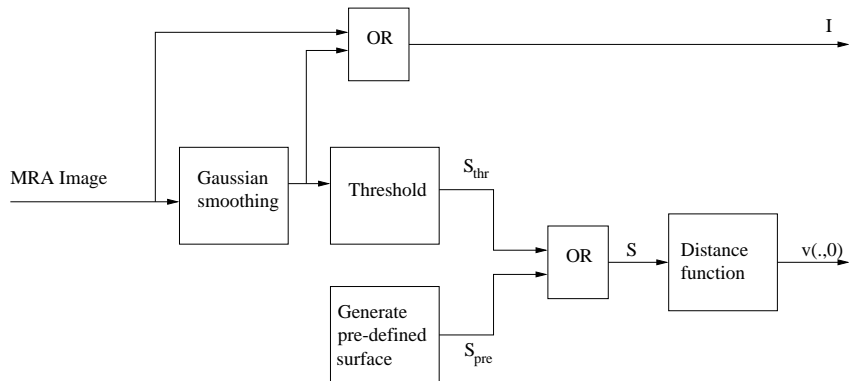 I
OR
MRA Image
Gaussian
smoothing
Threshold
S_thr
OR
S
Distance
function
v(.,0)
Generate
pre-defined
surface
S_pre